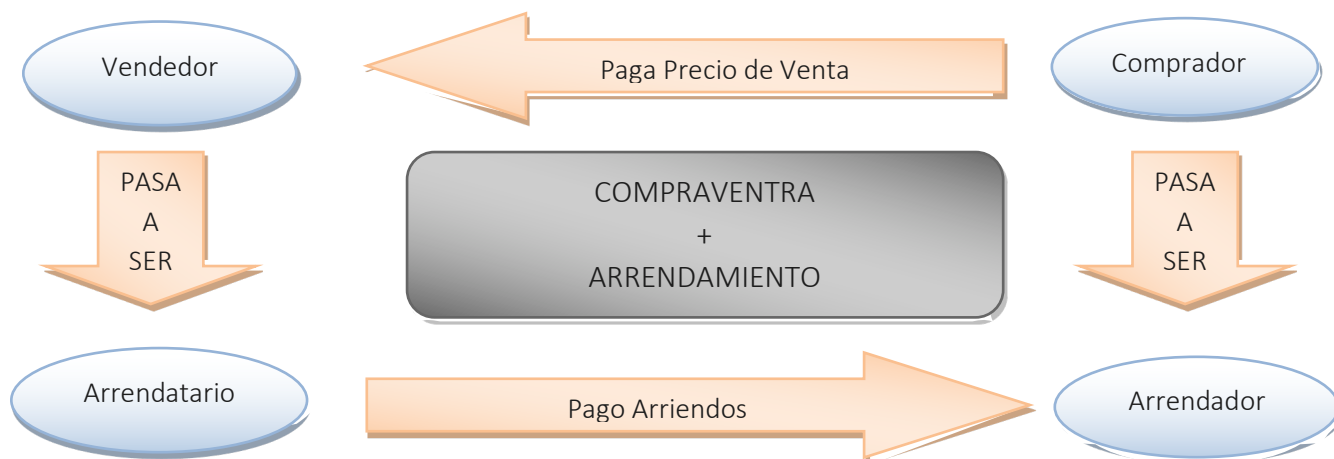 Vendedor
Paga Precio de Venta
Comprador
PASA
A
SER
COMPRAVENTRA
+
ARRENDAMIENTO
PASA
A
SER
Arrendatario
Pago Arriendos
Arrendador